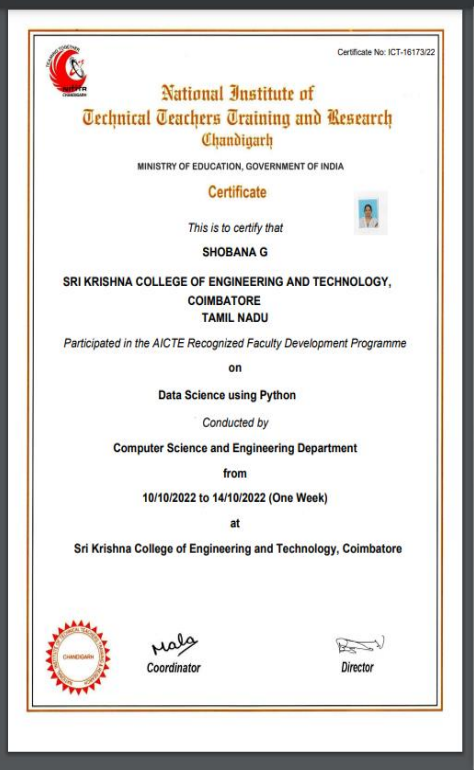 Certificate No: ICT-16173/22
NITTTR
CHANDIGARH
National Institute of
Technical Teachers Training and Research
Chandigarh
MINISTRY OF EDUCATION, GOVERNMENT OF INDIA
Certificate
This is to certify that
SHOBANA G
SRI KRISHNA COLLEGE OF ENGINEERING AND TECHNOLOGY,
COIMBATORE
TAMIL NADU
Participated in the AICTE Recognized Faculty Development Programme
on
Data Science using Python
Conducted by
Computer Science and Engineering Department
from
10/10/2022 to 14/10/2022 (One Week)
at
Sri Krishna College of Engineering and Technology, Coimbatore
CHANDIGARH
Mala
Coordinator
Director